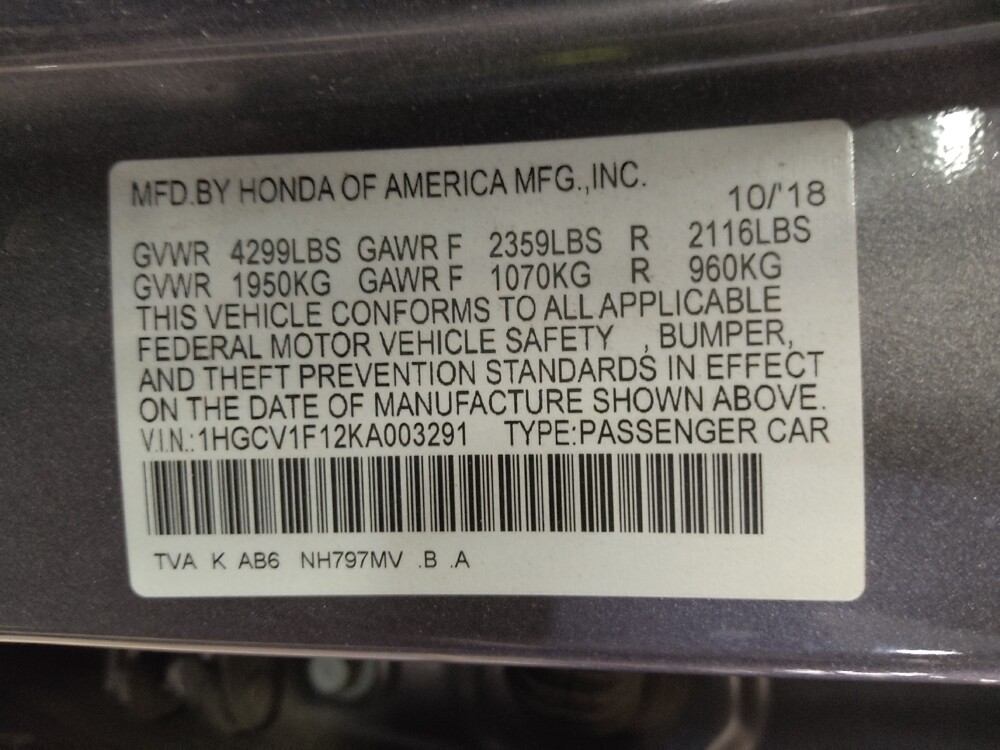 MFD.BY HONDA OF AMERICA MFG.,INC. 10/'18
GVWR 4299LBS GAWR F 2359LBS R 2116LBS
GVWR 1950KG GAWR F 1070KG R 960KG
THIS VEHICLE CONFORMS TO ALL APPLICABLE
FEDERAL MOTOR VEHICLE SAFETY , BUMPER,
AND THEFT PREVENTION STANDARDS IN EFFECT
ON THE DATE OF MANUFACTURE SHOWN ABOVE.
V.I.N.:1HGCV1F12KA003291 TYPE:PASSENGER CAR
TVA K AB6 NH797MV .B .A